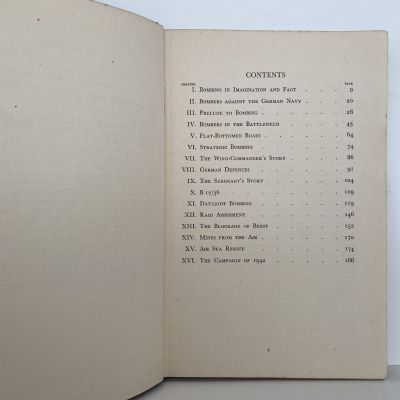 CONTENTS
CHAPTER PAGE
I. BOMBING IN IMAGINATION AND FACT . . . 9
II. BOMBERS AGAINST THE GERMAN NAVY . . . 20
III. PRELUDE TO BOMBING . . . . . 28
IV. BOMBERS IN THE BATTLEFIELD . . . . 45
V. FLAT-BOTTOMED BOATS . . . . . 64
VI. STRATEGIC BOMBING . . . . . 74
VII. THE WING-COMMANDER'S STORY . . . . 86
VIII. GERMAN DEFENCES . . . . . 91
IX. THE SERGEANT'S STORY . . . . . 104
X. B 1256 . . . . . . 109
XI. DAYLIGHT BOMBING . . . . . 119
XII. RAID ASSESSMENT . . . . . 146
XIII. THE BLOCKADE OF BREST . . . . . 152
XIV. MINES FROM THE AIR . . . . . 170
XV. AIR SEA RESCUE . . . . . 174
XVI. THE CAMPAIGN OF 1942 . . . . . 186
7